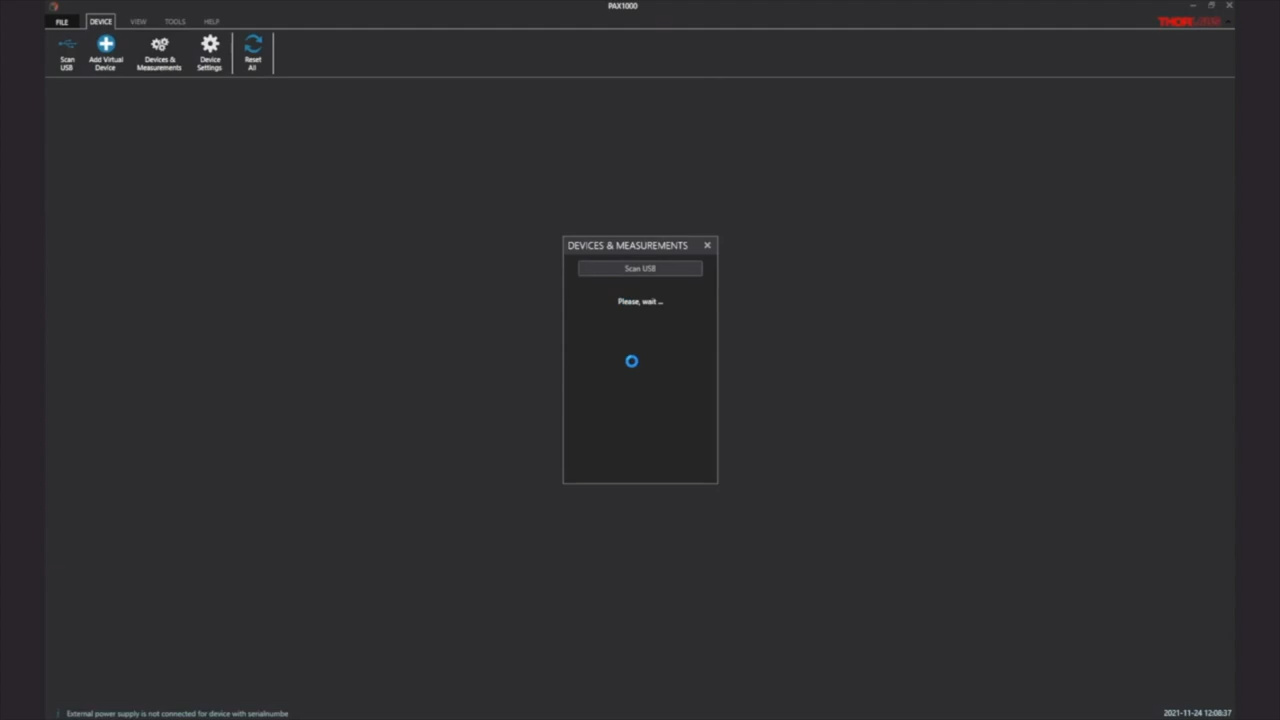 PAX1000
FILE DEVICE VIEW TOOLS HELP
THORLABS
Scan USB
Add Virtual Device
Devices & Measurements
Device Settings
Reset All
DEVICES & MEASUREMENTS
Scan USB
Please, wait ...
External power supply is not connected for device with serialnumbe
2021-11-24 12:08:37